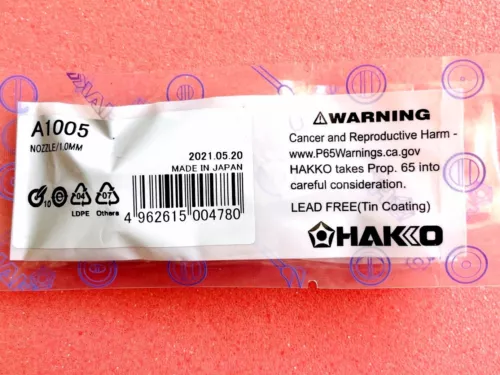 A1005
NOZZLE/1.0MM
2021.05.20
MADE IN JAPAN
10
04
07
LDPE
Others
4 962615 004780
WARNING
Cancer and Reproductive Harm -
www.P65Warnings.ca.gov
HAKKO takes Prop. 65 into
careful consideration.
LEAD FREE(Tin Coating)
HAKKO